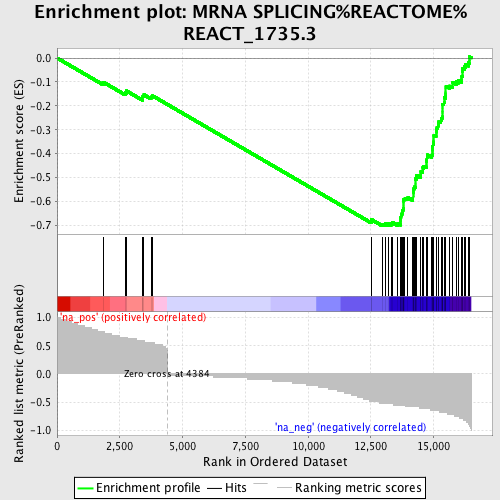 Enrichment plot: MRNA SPLICING%REACTOME%
REACT_1735.3
Enrichment score (ES)
0.0
-0.1
-0.2
-0.3
-0.4
-0.5
-0.6
-0.7
'na_pos' (positively correlated)
Ranked list metric (PreRanked)
1.0
0.5
0.0
-0.5
-1.0
Zero cross at 4384
'na_neg' (negatively correlated)
0
2,500
5,000
7,500
10,000
12,500
15,000
Rank in Ordered Dataset
Enrichment profile
Hits
Ranking metric scores